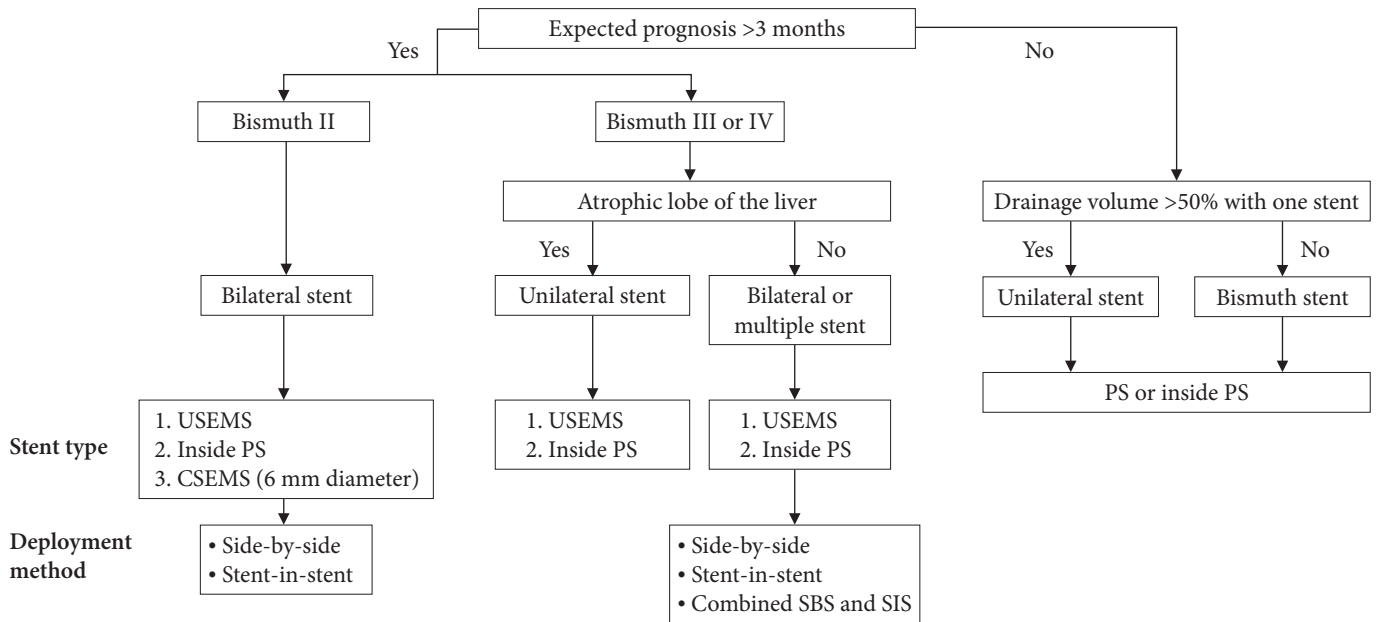 Expected prognosis >3 months
Yes
No
Bismuth II
Bismuth III or IV
Atrophic lobe of the liver
Drainage volume >50% with one stent
Yes
No
Yes
No
Bilateral stent
Unilateral stent
Bilateral or
multiple stent
Unilateral stent
Bismuth stent
PS or inside PS
Stent type
1. USEMS
2. Inside PS
3. CSEMS (6 mm diameter)
1. USEMS
2. Inside PS
1. USEMS
2. Inside PS
Deployment
method
• Side-by-side
• Stent-in-stent
• Side-by-side
• Stent-in-stent
• Combined SBS and SIS